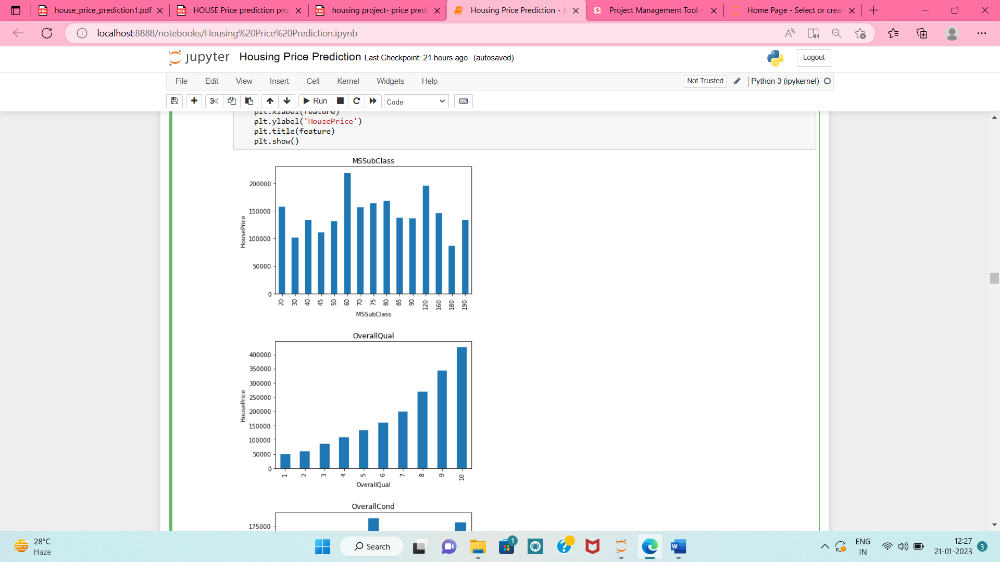 house_price_prediction1.pdf
HOUSE Price prediction pro
housing project- price predi
Housing Price Prediction - J
Project Management Tool -
Home Page - Select or creat
localhost:8888/notebooks/Housing%20Price%20Prediction.ipynb
jupyter Housing Price Prediction Last Checkpoint: 21 hours ago (autosaved)
Logout
File Edit View Insert Cell Kernel Widgets Help
Not Trusted
Python 3 (ipykernel)
Run
Code
plt.xlabel(feature)
plt.ylabel('HousePrice')
plt.title(feature)
plt.show()
MSSubClass
HousePrice
200000
150000
100000
50000
0
20 30 40 45 50 60 70 75 80 85 90 120 160 180 190
MSSubClass
OverallQual
HousePrice
400000
350000
300000
250000
200000
150000
100000
50000
0
1 2 3 4 5 6 7 8 9 10
OverallQual
OverallCond
175000
28°C
Haze
Search
1
ENG
IN
12:27
21-01-2023
3